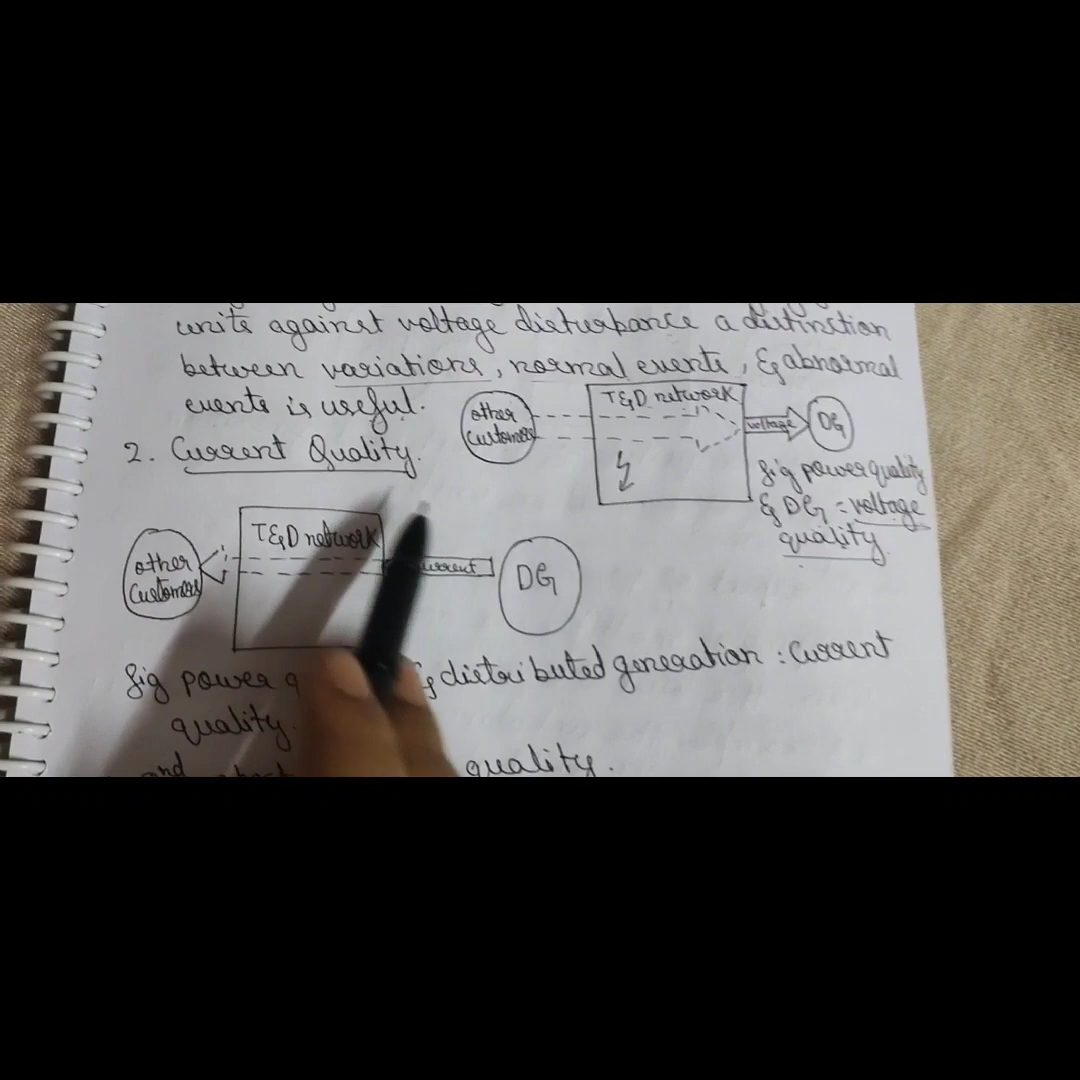 units against voltage disturbance a distinction
between variations, normal events, & abnormal
events is useful.
other
customers
T&D network
voltage
DG
fig power quality
& DG = voltage
quality.
2. Current Quality.
other
customers
T&D network
DG
fig power
& distributed generation : current
quality.
and
quality.